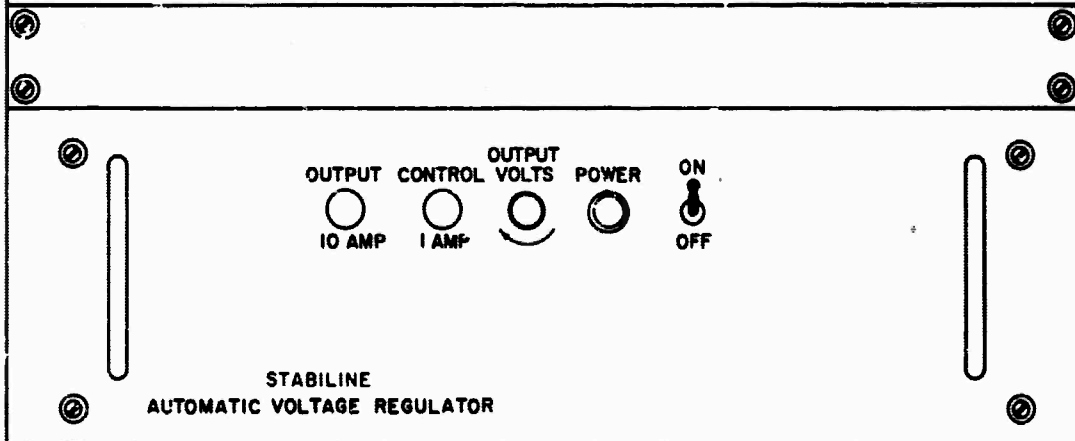 OUTPUT CONTROL OUTPUT VOLTS POWER ON
10 AMP 1 AMP OFF
STABILINE
AUTOMATIC VOLTAGE REGULATOR